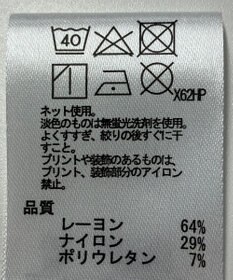 40
X62HP
ネット使用。
淡色のものは無蛍光洗剤を使用。
よくすすぎ、絞りの後すぐに干
すこと。
プリントや装飾のあるものは、
プリント、装飾部分のアイロン
禁止。
品質
レーヨン 64%
ナイロン 29%
ポリウレタン 7%